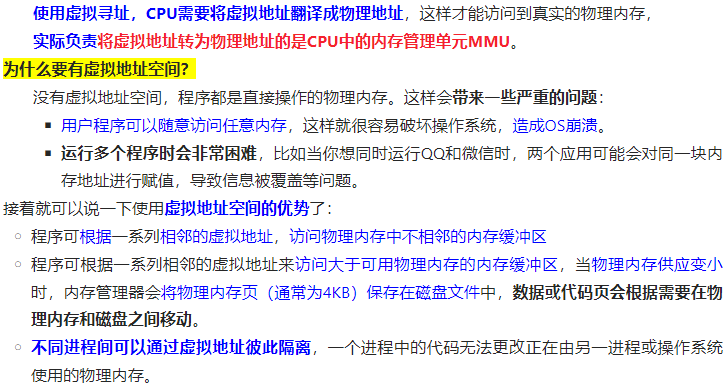 使用虚拟寻址，CPU需要将虚拟地址翻译成物理地址，这样才能访问到真实的物理内存，
实际负责将虚拟地址转为物理地址的是CPU中的内存管理单元MMU。
为什么要有虚拟地址空间?
没有虚拟地址空间，程序都是直接操作的物理内存。这样会带来一些严重的问题：
▪ 用户程序可以随意访问任意内存，这样就很容易破坏操作系统，造成OS崩溃。
▪ 运行多个程序时会非常困难，比如当你想同时运行QQ和微信时，两个应用可能会对同一块内
存地址进行赋值，导致信息被覆盖等问题。
接着就可以说一下使用虚拟地址空间的优势了：
○ 程序可根据一系列相邻的虚拟地址，访问物理内存中不相邻的内存缓冲区
○ 程序可根据一系列相邻的虚拟地址来访问大于可用物理内存的内存缓冲区，当物理内存供应变小
时，内存管理器会将物理内存页（通常为4KB）保存在磁盘文件中，数据或代码页会根据需要在物
理内存和磁盘之间移动。
○ 不同进程间可以通过虚拟地址彼此隔离，一个进程中的代码无法更改正在由另一进程或操作系统
使用的物理内存。